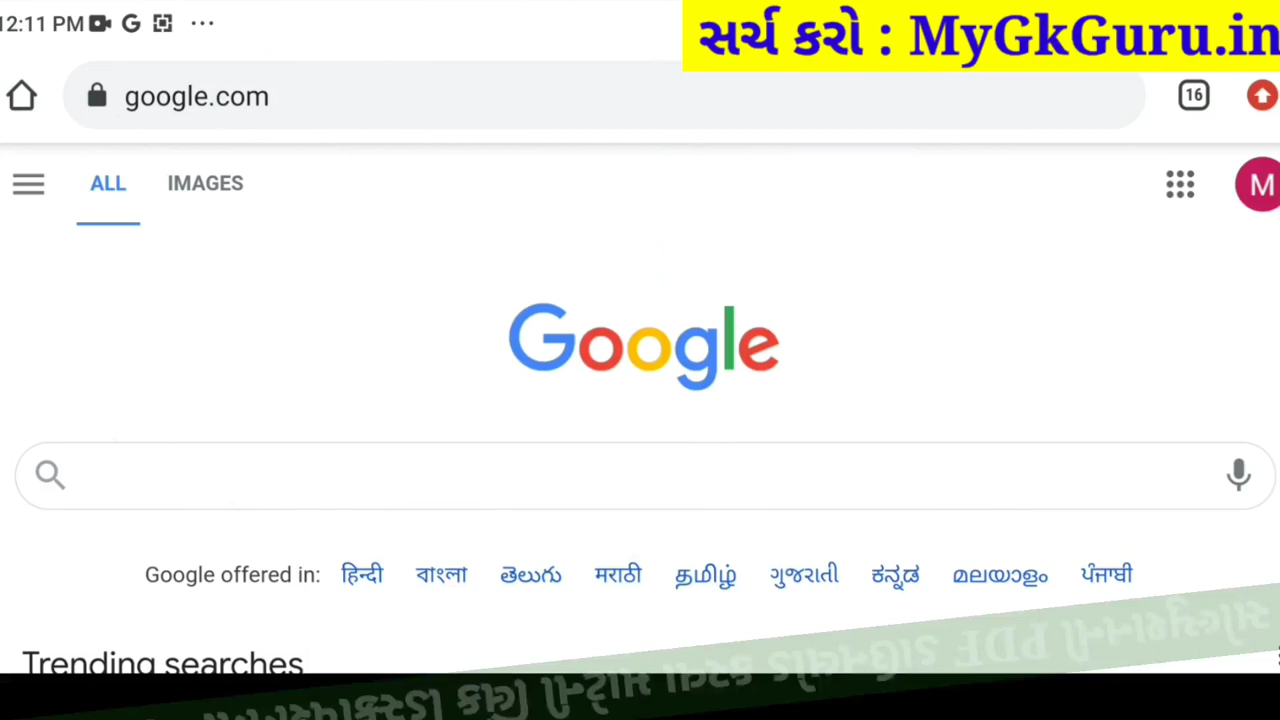 12:11 PM
સર્ચ કરો : MyGkGuru.in
google.com
16
ALL IMAGES
M
Google
Google offered in: हिन्दी বাংলা తెలుగు मराठी தமிழ் ગુજરાતી ಕನ್ನಡ മലയാളം ਪੰਜਾਬੀ
Trending searches